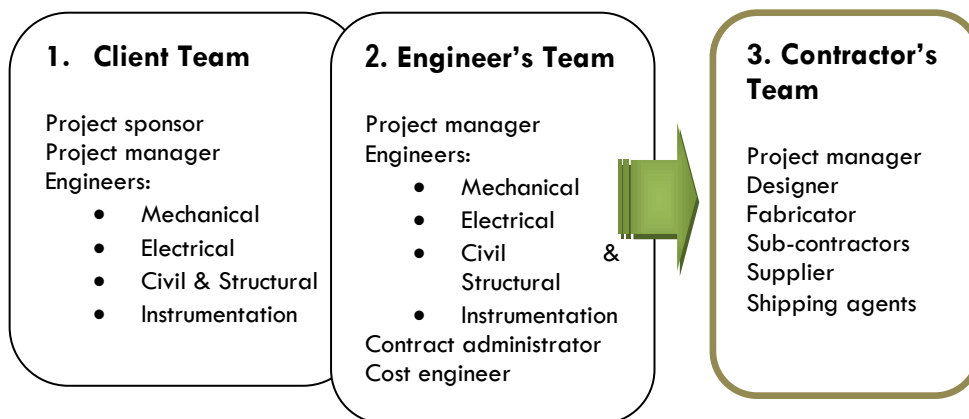 1. Client Team
Project sponsor
Project manager
Engineers:
• Mechanical
• Electrical
• Civil & Structural
• Instrumentation
2. Engineer's Team
Project manager
Engineers:
• Mechanical
• Electrical
• Civil &
Structural
• Instrumentation
Contract administrator
Cost engineer
3. Contractor's
Team
Project manager
Designer
Fabricator
Sub-contractors
Supplier
Shipping agents